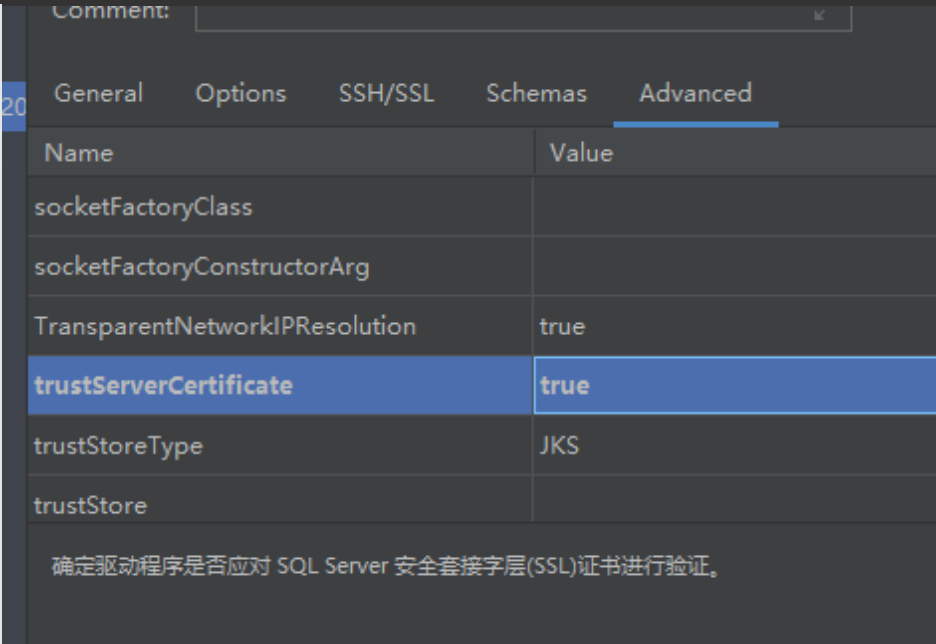 Comment:
20
General Options SSH/SSL Schemas Advanced
Name Value
socketFactoryClass
socketFactoryConstructorArg
TransparentNetworkIPResolution true
trustServerCertificate true
trustStoreType JKS
trustStore
确定驱动程序是否应对 SQL Server 安全套接字层(SSL)证书进行验证。